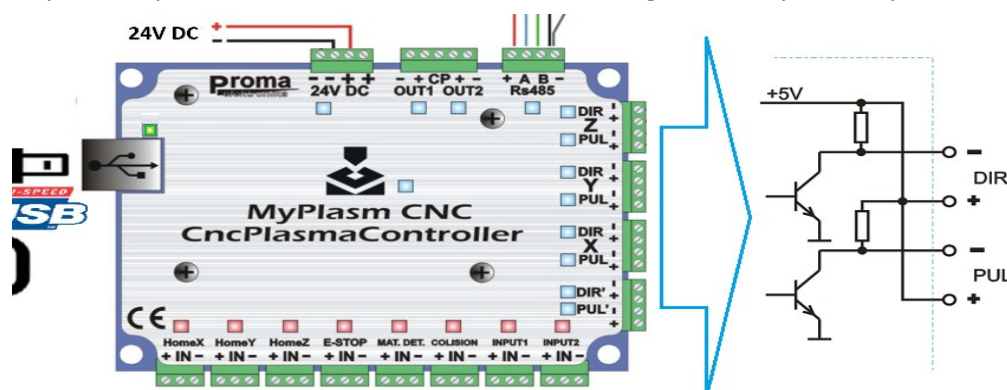 24V DC
+
-
- - + +
24V DC
- + CP + -
OUT1 OUT2
+ A B -
Rs485
Proma
DIR
Z
PUL
- + - +
DIR
Y
PUL
- + - +
DIR
X
PUL
- + - +
DIR'
PUL'
- + - +
MyPlasm CNC
CncPlasmaController
SPEED
USB
CE
HomeX HomeY HomeZ E-STOP MAT. DET. COLISION INPUT1 INPUT2
+ IN - + IN - + IN - + IN - + IN - + IN - + IN - + IN -
+5V
-
DIR
+
-
PUL
+